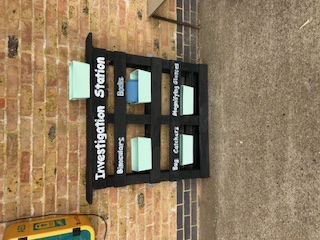 Investigation Station
Binoculars Books
Bug Catchers Magnifying Glasses